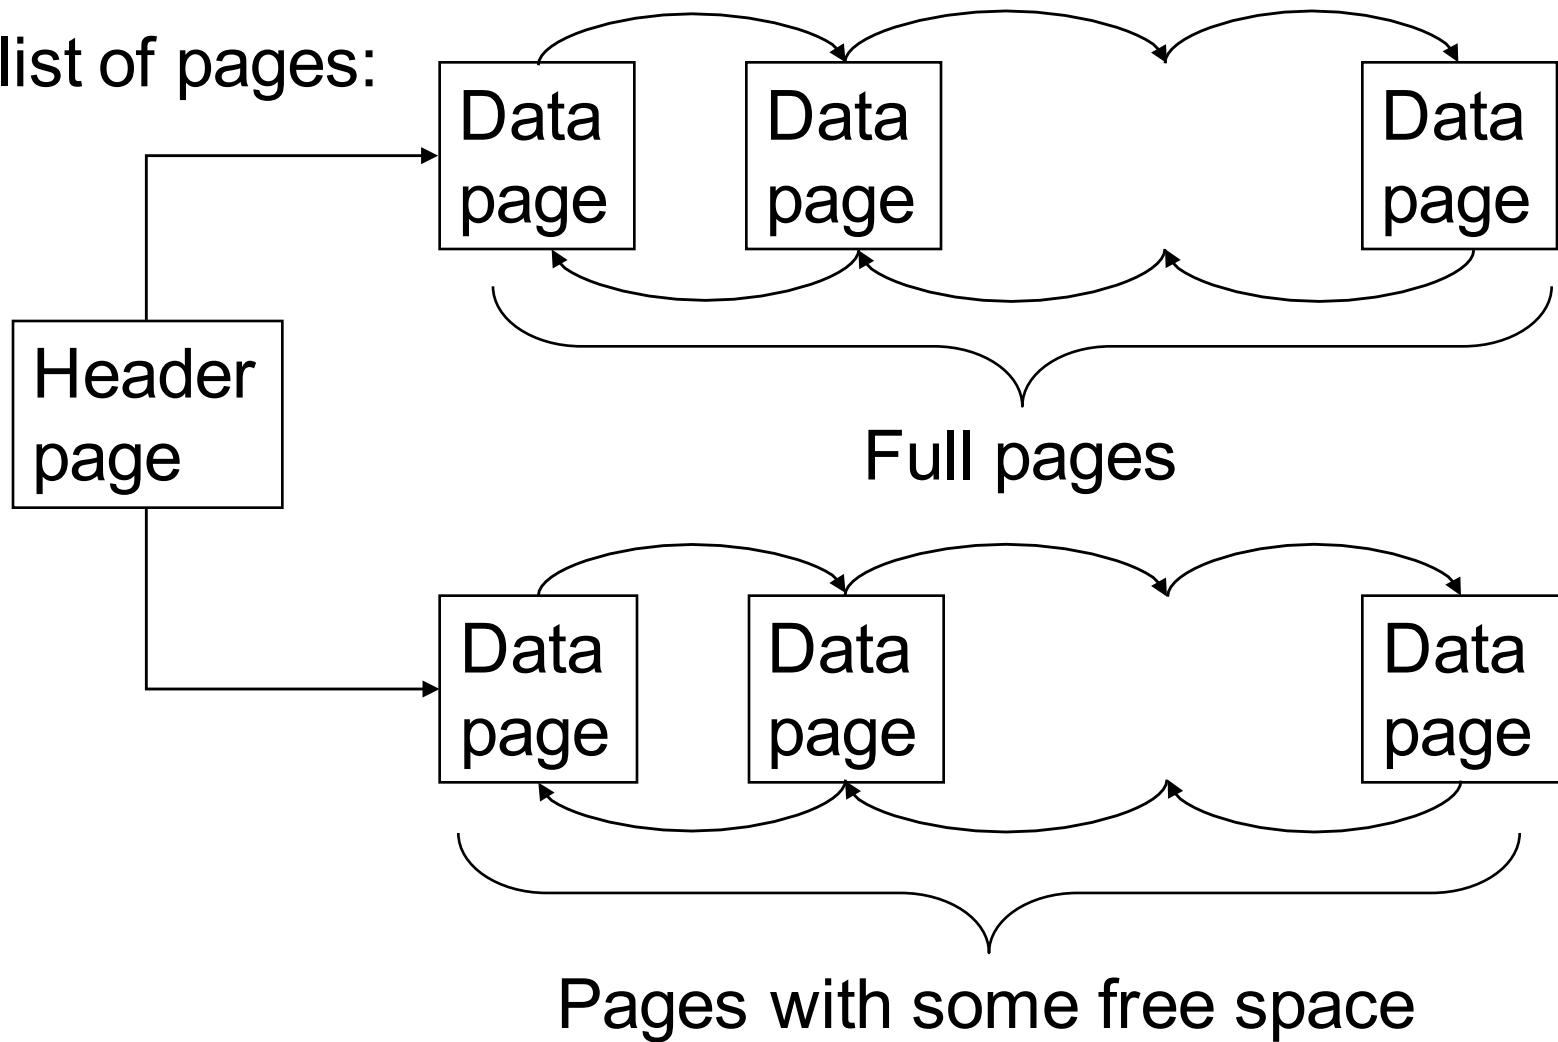 list of pages:
Data
page
Data
page
Data
page
Header
page
Full pages
Data
page
Data
page
Data
page
Pages with some free space